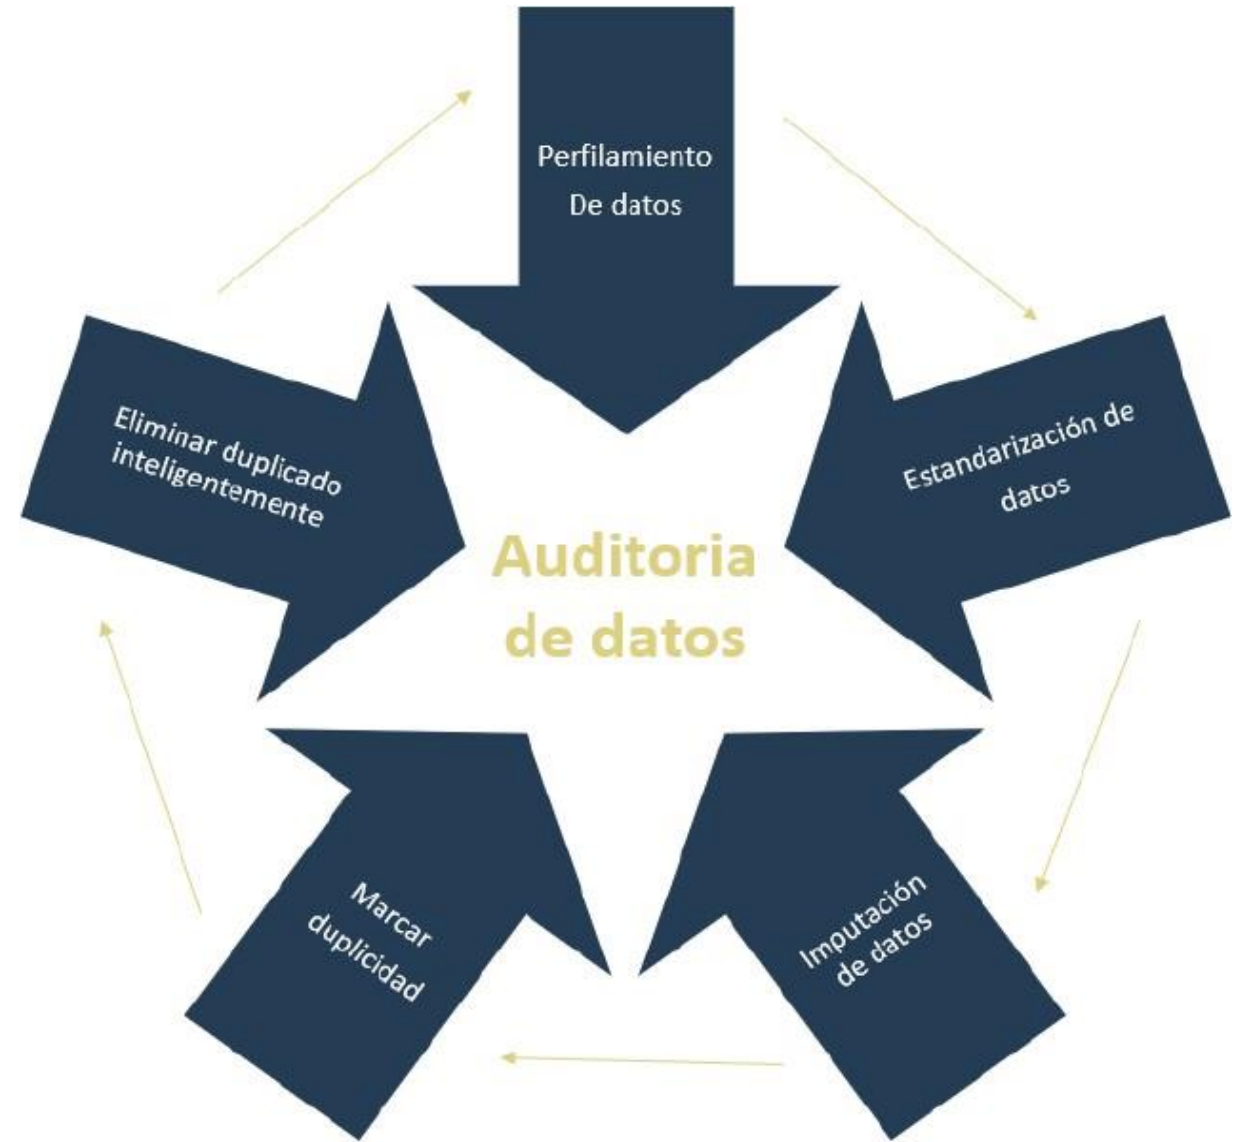 Perfilamiento
De datos
Estandarización de
datos
Imputación
de datos
Marcar
duplicidad
Eliminar duplicado
inteligentemente
Auditoria
de datos